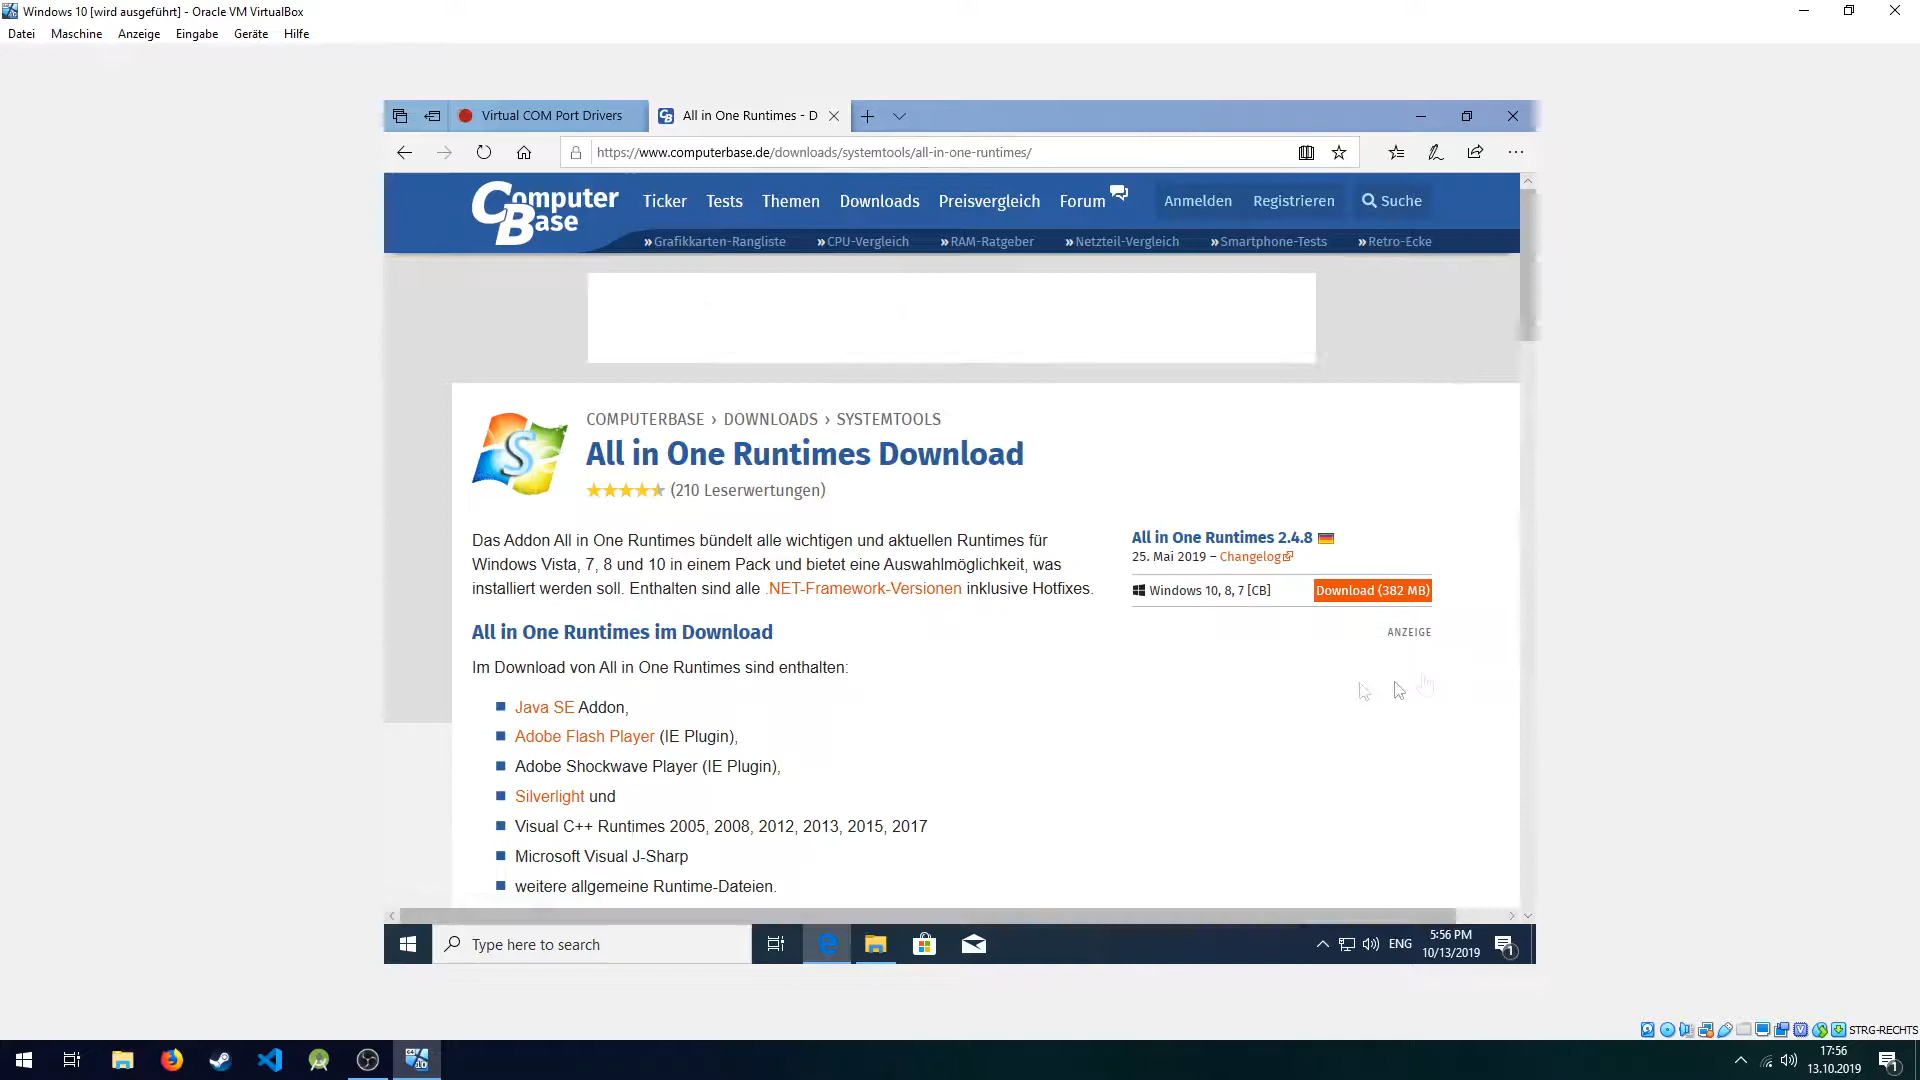 Windows 10 [wird ausgeführt] - Oracle VM VirtualBox
Datei Maschine Anzeige Eingabe Geräte Hilfe
Virtual COM Port Drivers
All in One Runtimes - D
https://www.computerbase.de/downloads/systemtools/all-in-one-runtimes/
Computer Base
Ticker Tests Themen Downloads Preisvergleich Forum Anmelden Registrieren Suche
»Grafikkarten-Rangliste »CPU-Vergleich »RAM-Ratgeber »Netzteil-Vergleich »Smartphone-Tests »Retro-Ecke
COMPUTERBASE › DOWNLOADS › SYSTEMTOOLS
All in One Runtimes Download
(210 Leserwertungen)
Das Addon All in One Runtimes bündelt alle wichtigen und aktuellen Runtimes für
Windows Vista, 7, 8 und 10 in einem Pack und bietet eine Auswahlmöglichkeit, was
installiert werden soll. Enthalten sind alle .NET-Framework-Versionen inklusive Hotfixes.
All in One Runtimes 2.4.8
25. Mai 2019 – Changelog
Windows 10, 8, 7 [CB] Download (382 MB)
ANZEIGE
All in One Runtimes im Download
Im Download von All in One Runtimes sind enthalten:
Java SE Addon,
Adobe Flash Player (IE Plugin),
Adobe Shockwave Player (IE Plugin),
Silverlight und
Visual C++ Runtimes 2005, 2008, 2012, 2013, 2015, 2017
Microsoft Visual J-Sharp
weitere allgemeine Runtime-Dateien.
Type here to search
ENG
5:56 PM
10/13/2019
1
STRG-RECHTS
17:56
13.10.2019
1